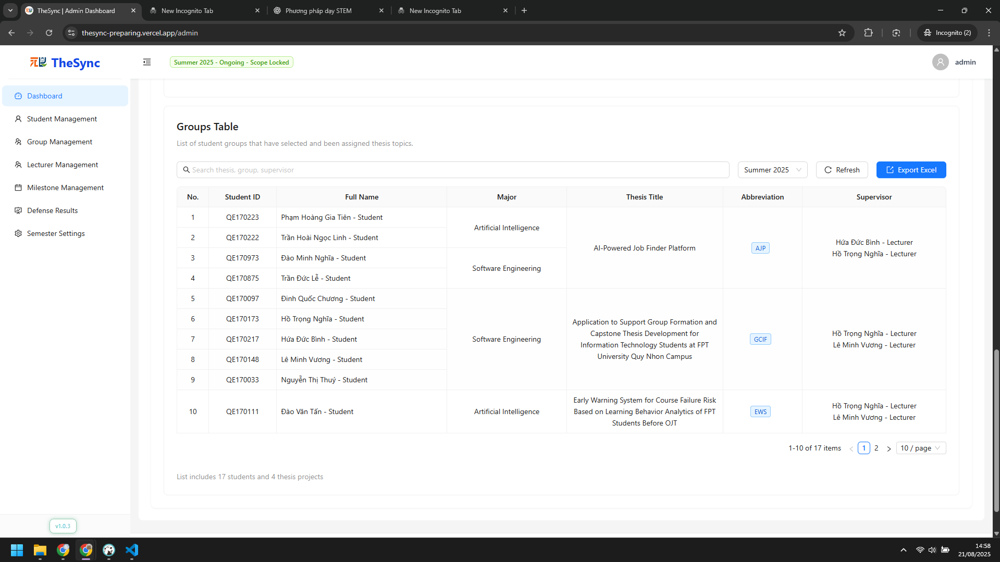 TheSync | Admin Dashboard
New Incognito Tab
Phương pháp dạy STEM
New Incognito Tab
thesync-preparing.vercel.app/admin
Incognito (2)
TheSync
Summer 2025 - Ongoing - Scope Locked
admin
Dashboard
Student Management
Group Management
Lecturer Management
Milestone Management
Defense Results
Semester Settings
v1.0.3
Groups Table
List of student groups that have selected and been assigned thesis topics.
Search thesis, group, supervisor
Summer 2025
Refresh
Export Excel
No. Student ID Full Name Major Thesis Title Abbreviation Supervisor
1 QE170223 Phạm Hoàng Gia Tiên - Student
Artificial Intelligence
2 QE170222 Trần Hoài Ngọc Linh - Student
AI-Powered Job Finder Platform
AJP
Hứa Đức Bình - Lecturer
Hồ Trọng Nghĩa - Lecturer
3 QE170973 Đào Minh Nghĩa - Student
Software Engineering
4 QE170875 Trần Đức Lễ - Student
5 QE170097 Đinh Quốc Chương - Student
6 QE170173 Hồ Trọng Nghĩa - Student
7 QE170217 Hứa Đức Bình - Student
8 QE170148 Lê Minh Vương - Student
9 QE170033 Nguyễn Thị Thuý - Student
Software Engineering
Application to Support Group Formation and
Capstone Thesis Development for
Information Technology Students at FPT
University Quy Nhon Campus
GCIF
Hồ Trọng Nghĩa - Lecturer
Lê Minh Vương - Lecturer
10 QE170111 Đào Văn Tấn - Student Artificial Intelligence
Early Warning System for Course Failure Risk
Based on Learning Behavior Analytics of FPT
Students Before OJT
EWS
Hồ Trọng Nghĩa - Lecturer
Lê Minh Vương - Lecturer
1-10 of 17 items
1 2
10 / page
List includes 17 students and 4 thesis projects
14:58
21/08/2025